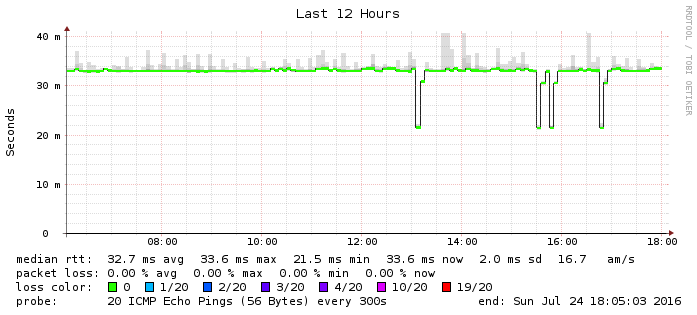 Last 12 Hours
RRDTOOL / TOBI OETIKER
Seconds
40 m
30 m
20 m
10 m
0
08:00 10:00 12:00 14:00 16:00 18:00
median rtt: 32.7 ms avg 33.6 ms max 21.5 ms min 33.6 ms now 2.0 ms sd 16.7 am/s
packet loss: 0.00 % avg 0.00 % max 0.00 % min 0.00 % now
loss color: 0 1/20 2/20 3/20 4/20 10/20 19/20
probe: 20 ICMP Echo Pings (56 Bytes) every 300s end: Sun Jul 24 18:05:03 2016